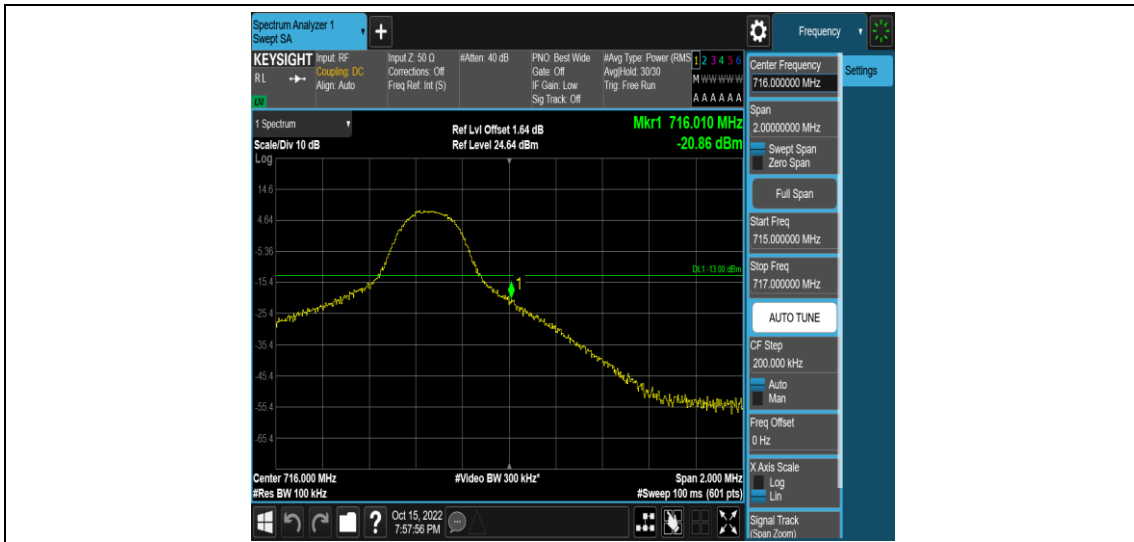 Spectrum Analyzer 1
Swept SA
+
Frequency
KEYSIGHT
RL
LM
Input: RF
Coupling: DC
Align: Auto
Input Z: 50 Ω
Corrections: Off
Freq Ref: Int (S)
#Atten: 40 dB
PNO: Best Wide
Gate: Off
IF Gain: Low
Sig Track: Off
#Avg Type: Power (RMS
Avg|Hold: 30/30
Trig: Free Run
1 2 3 4 5 6
M W W W W W
A A A A A A
1 Spectrum
Scale/Div 10 dB
Ref Lvl Offset 1.64 dB
Ref Level 24.64 dBm
Mkr1 716.010 MHz
-20.86 dBm
Log
14.6
4.64
-5.36
-15.4
-25.4
-35.4
-45.4
-55.4
-65.4
DL1 -13.00 dBm
1
Center 716.000 MHz
#Res BW 100 kHz
#Video BW 300 kHz*
Span 2.000 MHz
#Sweep 100 ms (601 pts)
?
Oct 15, 2022
7:57:56 PM
Center Frequency
716.000000 MHz
Settings
Span
2.00000000 MHz
Swept Span
Zero Span
Full Span
Start Freq
715.000000 MHz
Stop Freq
717.000000 MHz
AUTO TUNE
CF Step
200.000 kHz
Auto
Man
Freq Offset
0 Hz
X Axis Scale
Log
Lin
Signal Track
(Span Zoom)